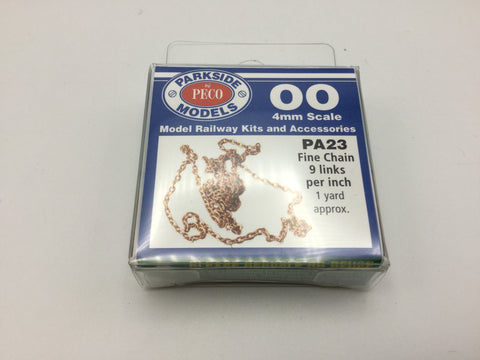 PARKSIDE
by PECO
MODELS
OO
4mm Scale
Model Railway Kits and Accessories
PA23
Fine Chain
9 links
per inch
1 yard
approx.